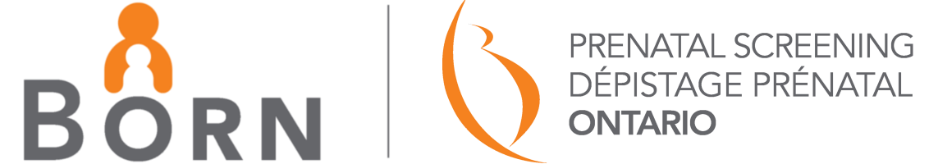 BORN
PRENATAL SCREENING
DÉPISTAGE PRÉNATAL
ONTARIO